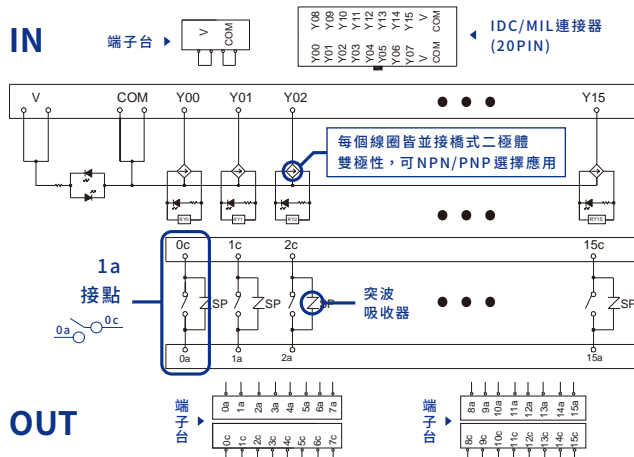 IN
端子台
V
COM
Y08 Y09 Y10 Y11 Y12 Y13 Y14 Y15 V COM
Y00 Y01 Y02 Y03 Y04 Y05 Y06 Y07 V COM
IDC/MIL連接器
(20PIN)
V COM Y00 Y01 Y02 Y15
每個線圈皆並接橋式二極體
雙極性，可NPN/PNP選擇應用
RY0 RY1 RY2 RY15
0c 1c 2c 15c
1a
接點
0a 0c
SP SP SP SP
突波
吸收器
0a 1a 2a 15a
OUT
端子台
0a 1a 2a 3a 4a 5a 6a 7a
0c 1c 2c 3c 4c 5c 6c 7c
端子台
8a 9a 10a 11a 12a 13a 14a 15a
8c 9c 10c 11c 12c 13c 14c 15c